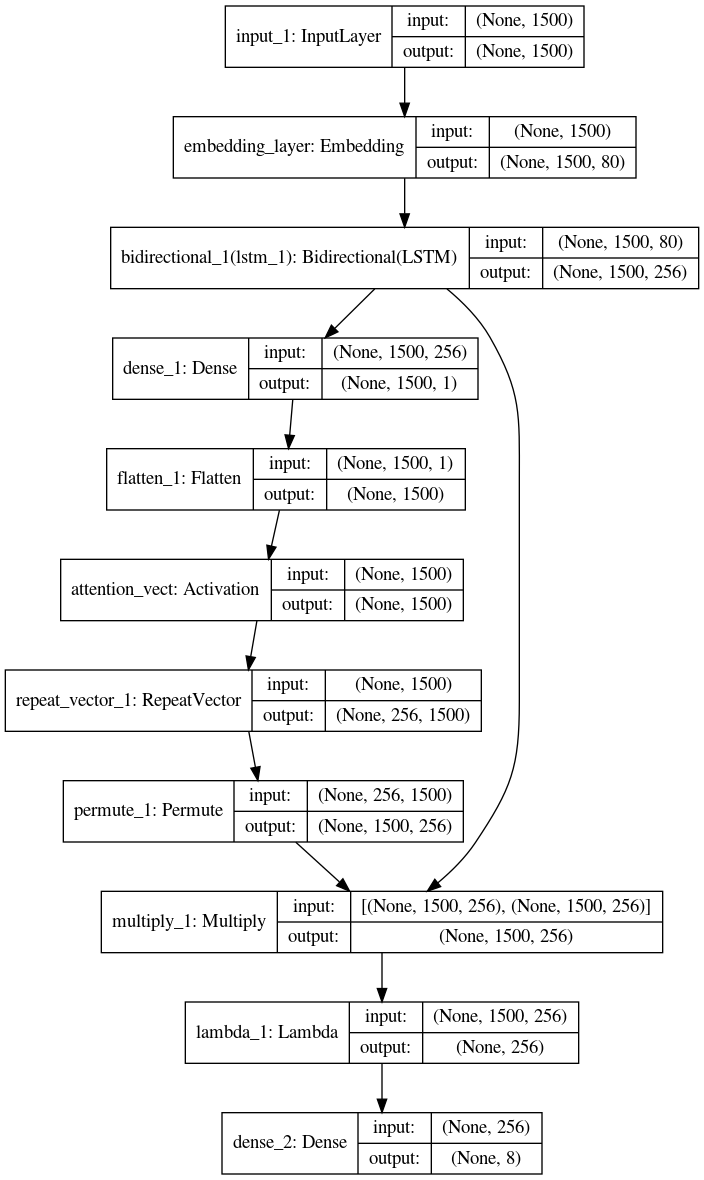 input_1: InputLayer
input: (None, 1500)
output: (None, 1500)
embedding_layer: Embedding
input: (None, 1500)
output: (None, 1500, 80)
bidirectional_1(lstm_1): Bidirectional(LSTM)
input: (None, 1500, 80)
output: (None, 1500, 256)
dense_1: Dense
input: (None, 1500, 256)
output: (None, 1500, 1)
flatten_1: Flatten
input: (None, 1500, 1)
output: (None, 1500)
attention_vect: Activation
input: (None, 1500)
output: (None, 1500)
repeat_vector_1: RepeatVector
input: (None, 1500)
output: (None, 256, 1500)
permute_1: Permute
input: (None, 256, 1500)
output: (None, 1500, 256)
multiply_1: Multiply
input: [(None, 1500, 256), (None, 1500, 256)]
output: (None, 1500, 256)
lambda_1: Lambda
input: (None, 1500, 256)
output: (None, 256)
dense_2: Dense
input: (None, 256)
output: (None, 8)